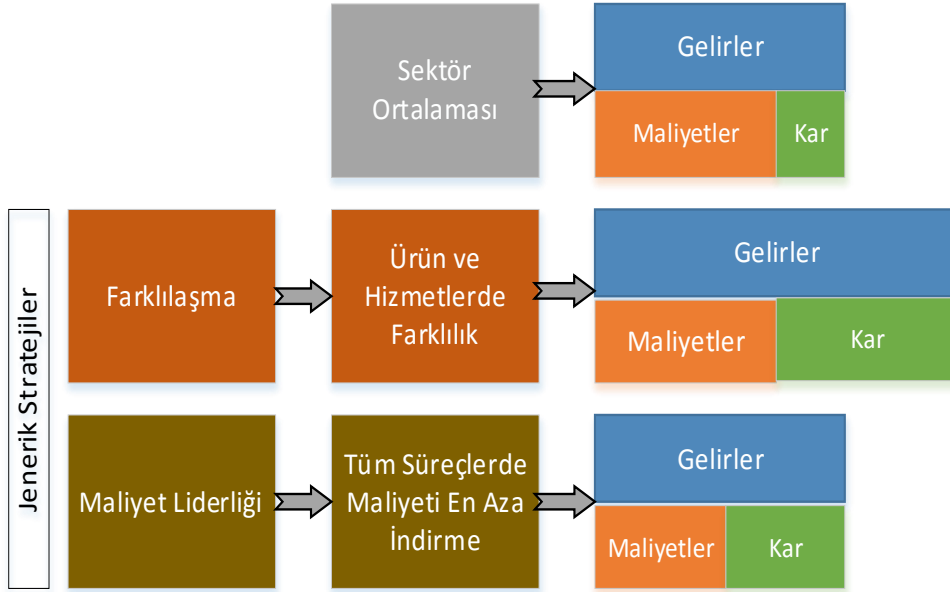 Sektör
Ortalaması
Gelirler
Maliyetler
Kar
Jenerik Stratejiler
Farklılaşma
Ürün ve
Hizmetlerde
Farklılık
Gelirler
Maliyetler
Kar
Maliyet Liderliği
Tüm Süreçlerde
Maliyeti En Aza
İndirme
Gelirler
Maliyetler
Kar